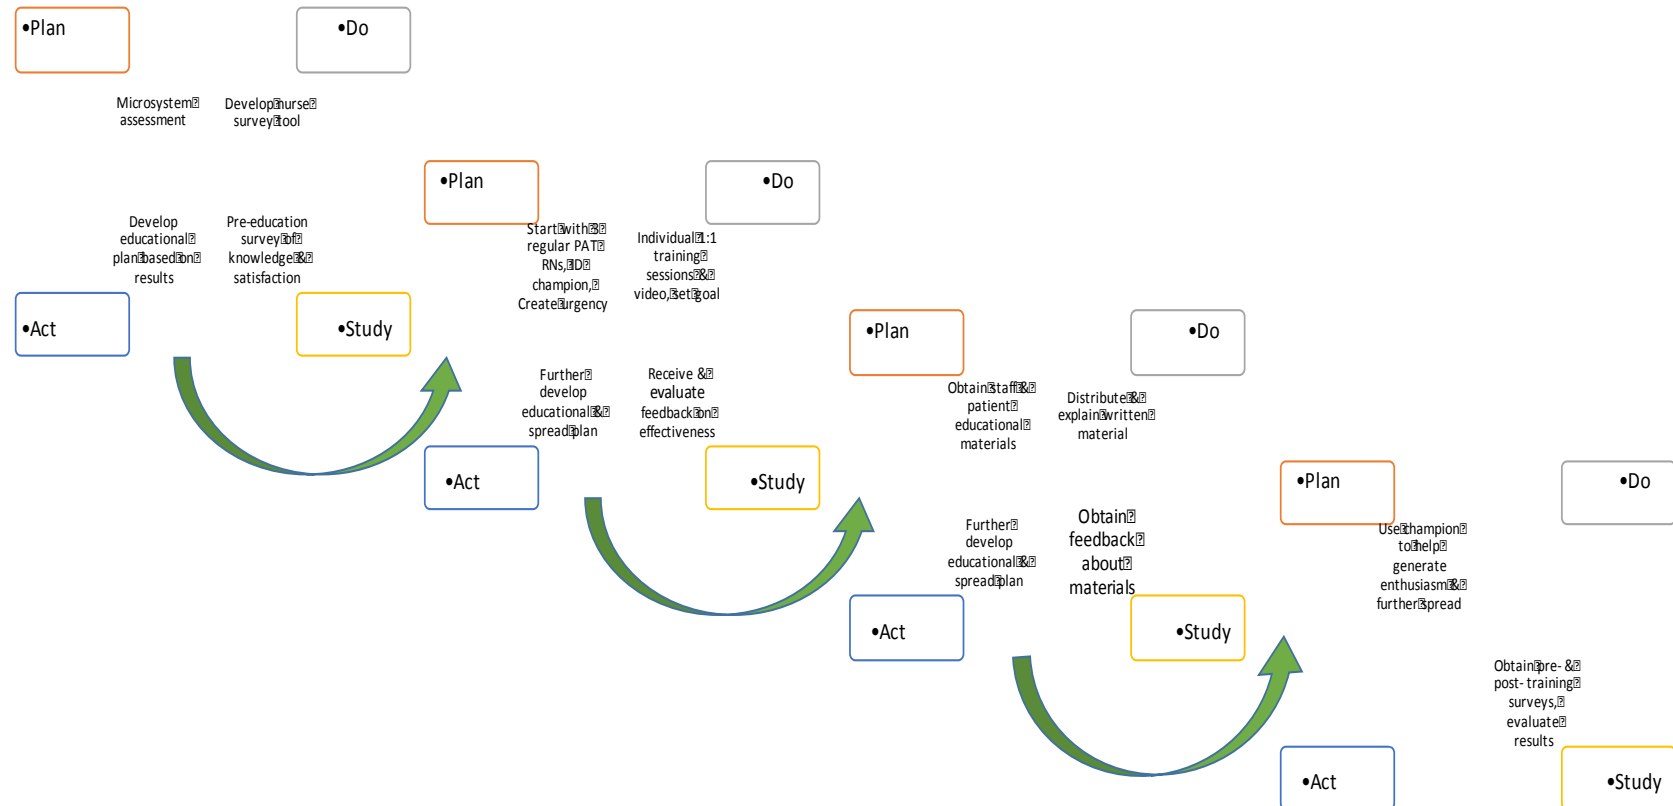 •Plan
•Do
Microsystem
assessment
Develop nurse
survey tool
Develop
educational
plan based on
results
Pre-education
survey of
knowledge &
satisfaction
•Act
•Study
•Plan
•Do
Start with 3
regular PAT
RNs, ID
champion,
Create urgency
Individual 1:1
training
sessions &
video, set goal
Further
develop
educational &
spread plan
Receive &
evaluate
feedback on
effectiveness
•Act
•Study
•Plan
•Do
Obtain staff &
patient
educational
materials
Distribute &
explain written
material
Further
develop
educational &
spread plan
Obtain
feedback
about
materials
•Act
•Study
•Plan
•Do
Use champion
to help
generate
enthusiasm &
further spread
Obtain pre- &
post- training
surveys,
evaluate
results
•Act
•Study